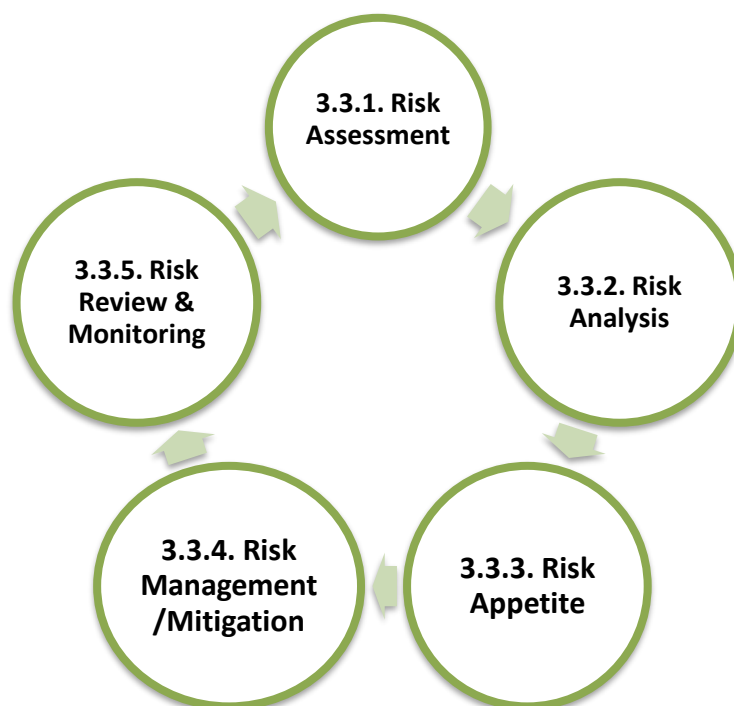 3.3.1. Risk
Assessment
3.3.2. Risk
Analysis
3.3.3. Risk
Appetite
3.3.4. Risk
Management
/Mitigation
3.3.5. Risk
Review &
Monitoring